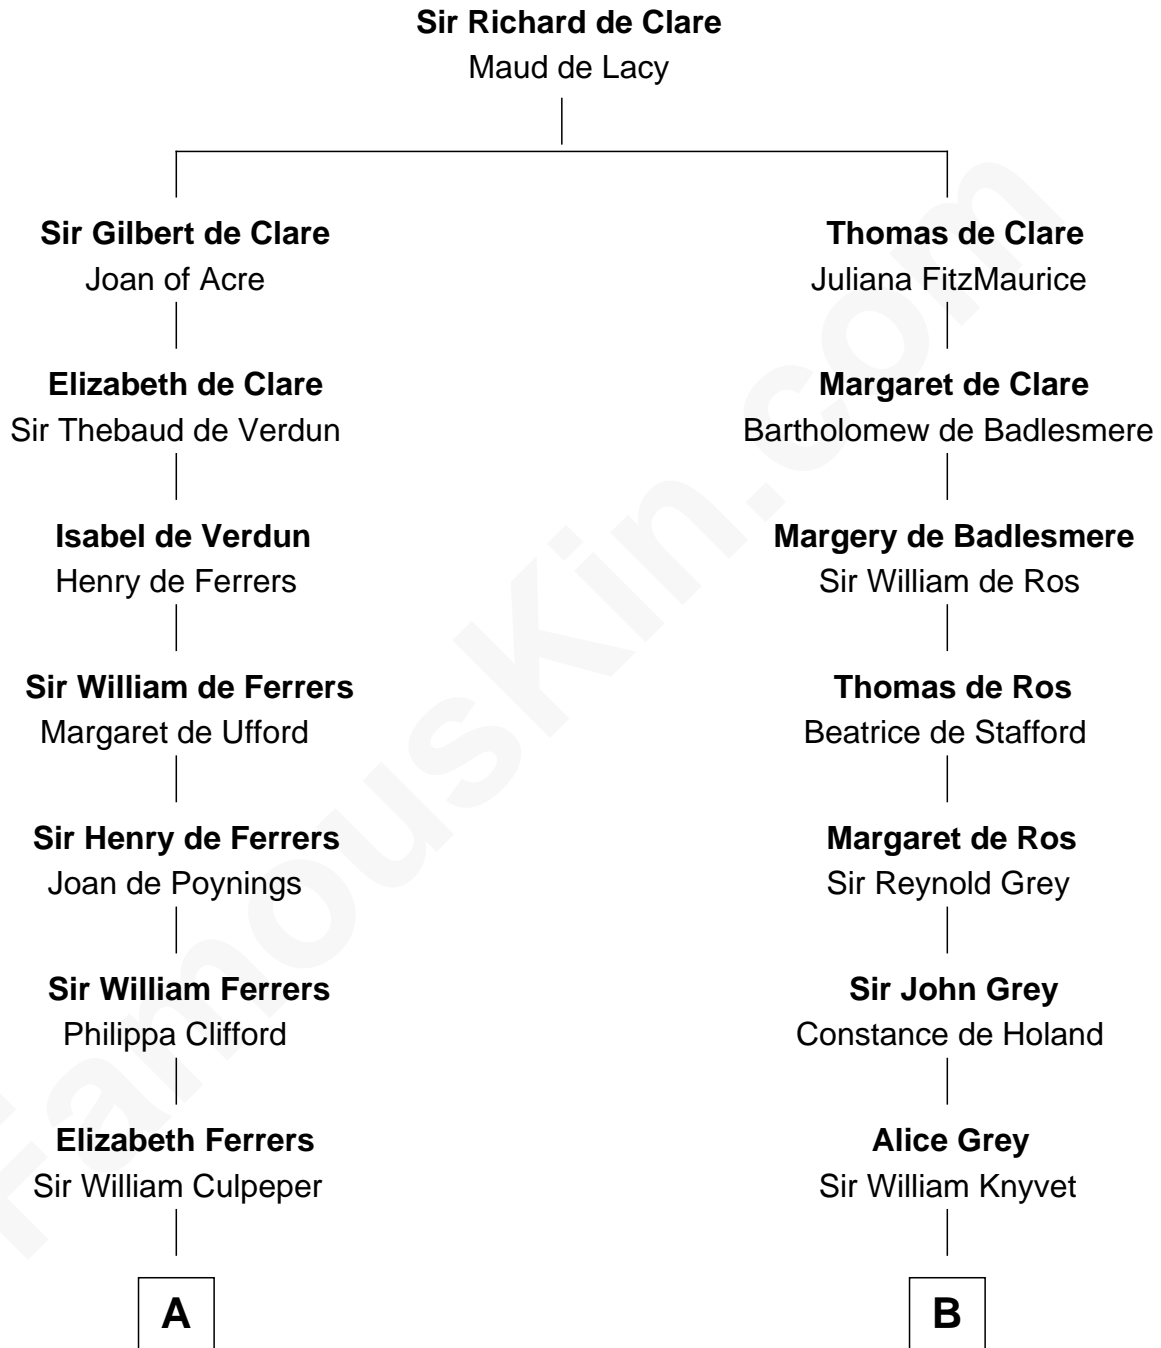 Sir Richard de Clare
Maud de Lacy
Sir Gilbert de Clare
Joan of Acre
Thomas de Clare
Juliana FitzMaurice
Elizabeth de Clare
Sir Thebaud de Verdun
Margaret de Clare
Bartholomew de Badlesmere
Isabel de Verdun
Henry de Ferrers
Margery de Badlesmere
Sir William de Ros
Sir William de Ferrers
Margaret de Ufford
Thomas de Ros
Beatrice de Stafford
Sir Henry de Ferrers
Joan de Poynings
Margaret de Ros
Sir Reynold Grey
Sir William Ferrers
Philippa Clifford
Sir John Grey
Constance de Holand
Elizabeth Ferrers
Sir William Culpeper
Alice Grey
Sir William Knyvet
A
B
FamousKin.com